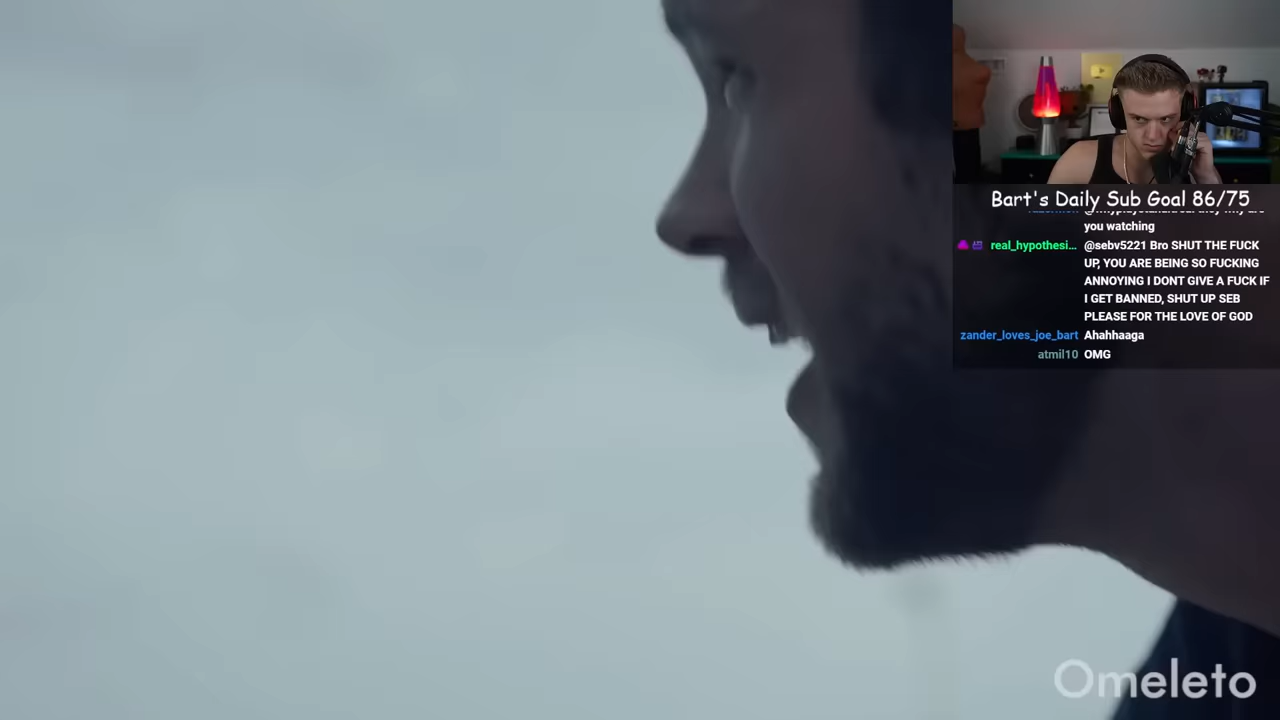 Bart's Daily Sub Goal 86/75
you watching
real_hypothesi... @sebv5221 Bro SHUT THE FUCK
UP, YOU ARE BEING SO FUCKING
ANNOYING I DONT GIVE A FUCK IF
I GET BANNED, SHUT UP SEB
PLEASE FOR THE LOVE OF GOD
zander_loves_joe_bart Ahahhaaga
atmil10 OMG
Omeleto